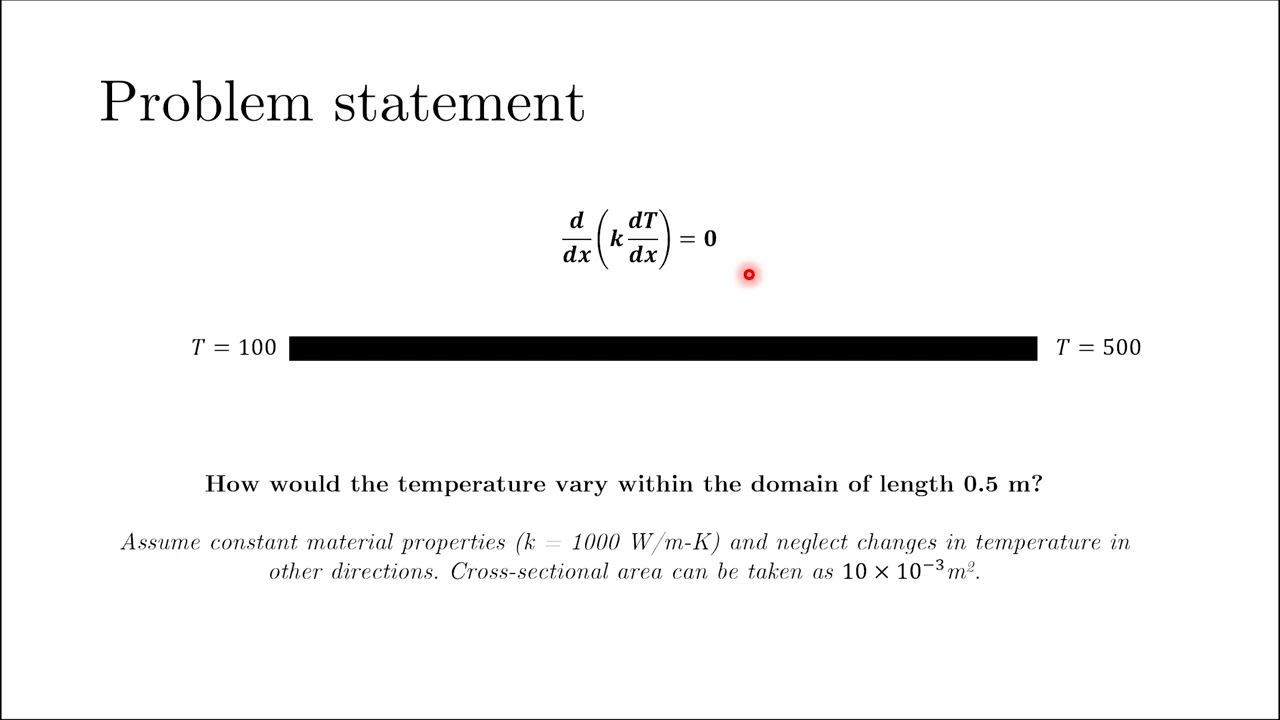 Problem statement
d/dx (k dT/dx) = 0
T = 100
T = 500
How would the temperature vary within the domain of length 0.5 m?
Assume constant material properties (k = 1000 W/m-K) and neglect changes in temperature in
other directions. Cross-sectional area can be taken as 10 × 10⁻³m².